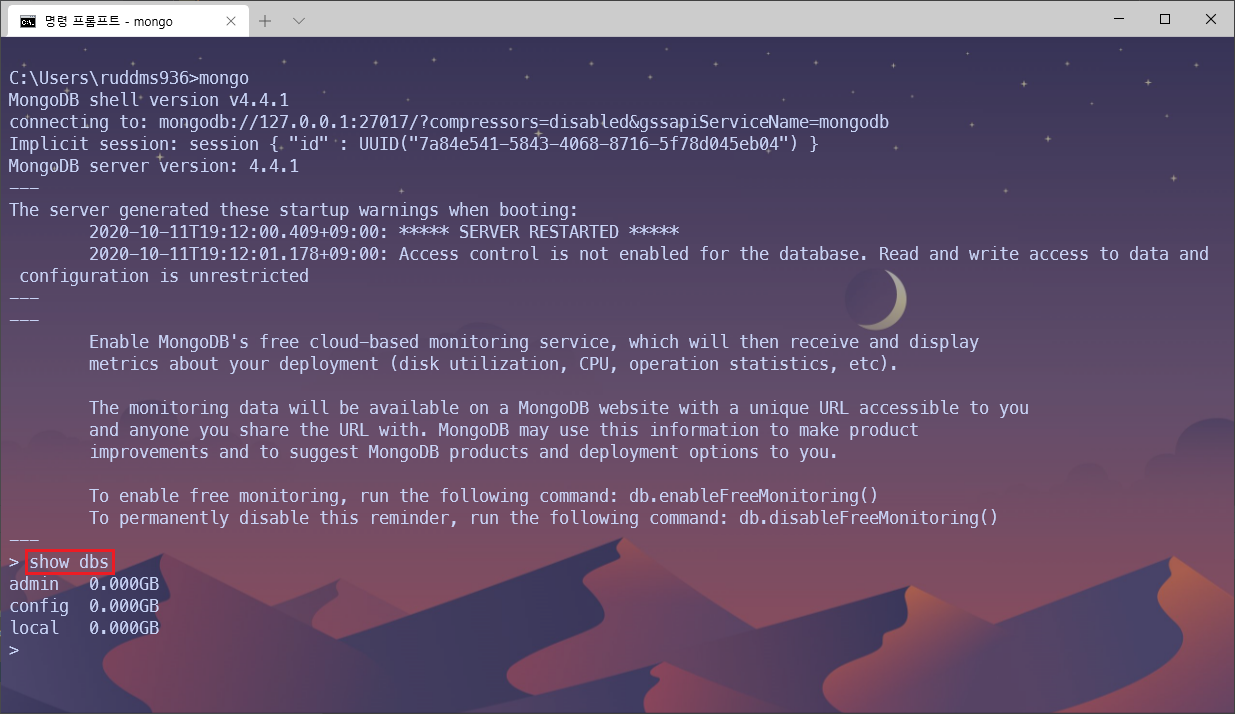 명령 프롬프트 - mongo
C:\Users\ruddms936>mongo
MongoDB shell version v4.4.1
connecting to: mongodb://127.0.0.1:27017/?compressors=disabled&gssapiServiceName=mongodb
Implicit session: session { "id" : UUID("7a84e541-5843-4068-8716-5f78d045eb04") }
MongoDB server version: 4.4.1
---
The server generated these startup warnings when booting:
        2020-10-11T19:12:00.409+09:00: ***** SERVER RESTARTED *****
        2020-10-11T19:12:01.178+09:00: Access control is not enabled for the database. Read and write access to data and
 configuration is unrestricted
---
---
        Enable MongoDB's free cloud-based monitoring service, which will then receive and display
        metrics about your deployment (disk utilization, CPU, operation statistics, etc).

        The monitoring data will be available on a MongoDB website with a unique URL accessible to you
        and anyone you share the URL with. MongoDB may use this information to make product
        improvements and to suggest MongoDB products and deployment options to you.

        To enable free monitoring, run the following command: db.enableFreeMonitoring()
        To permanently disable this reminder, run the following command: db.disableFreeMonitoring()
---
> show dbs
admin   0.000GB
config  0.000GB
local   0.000GB
>